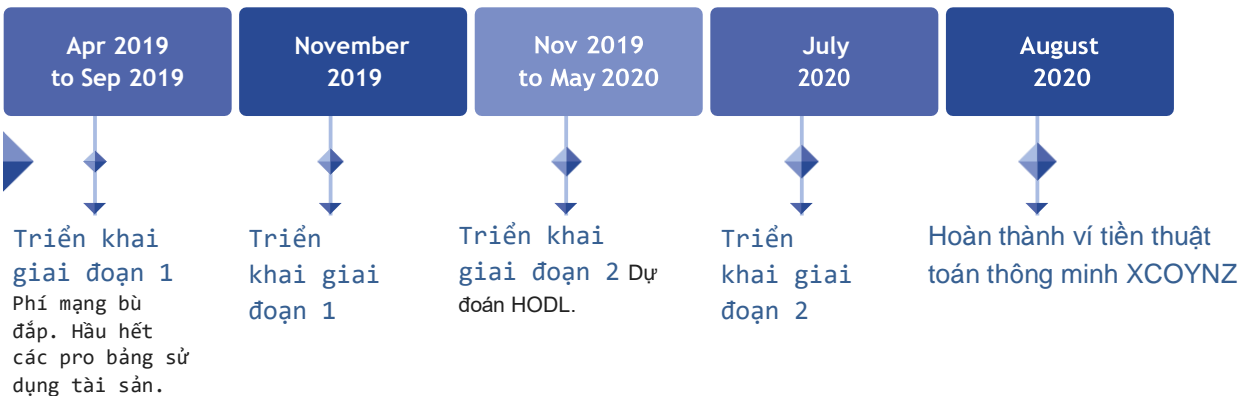 Apr 2019
to Sep 2019
November
2019
Nov 2019
to May 2020
July
2020
August
2020
Triển khai
giai đoạn 1
Phí mạng bù
đắp. Hầu hết
các pro bảng sử
dụng tài sản.
Triển
khai giai
đoạn 1
Triển khai
giai đoạn 2 Dự
đoán HODL.
Triển
khai giai
đoạn 2
Hoàn thành ví tiền thuật
toán thông minh XCOYNZ